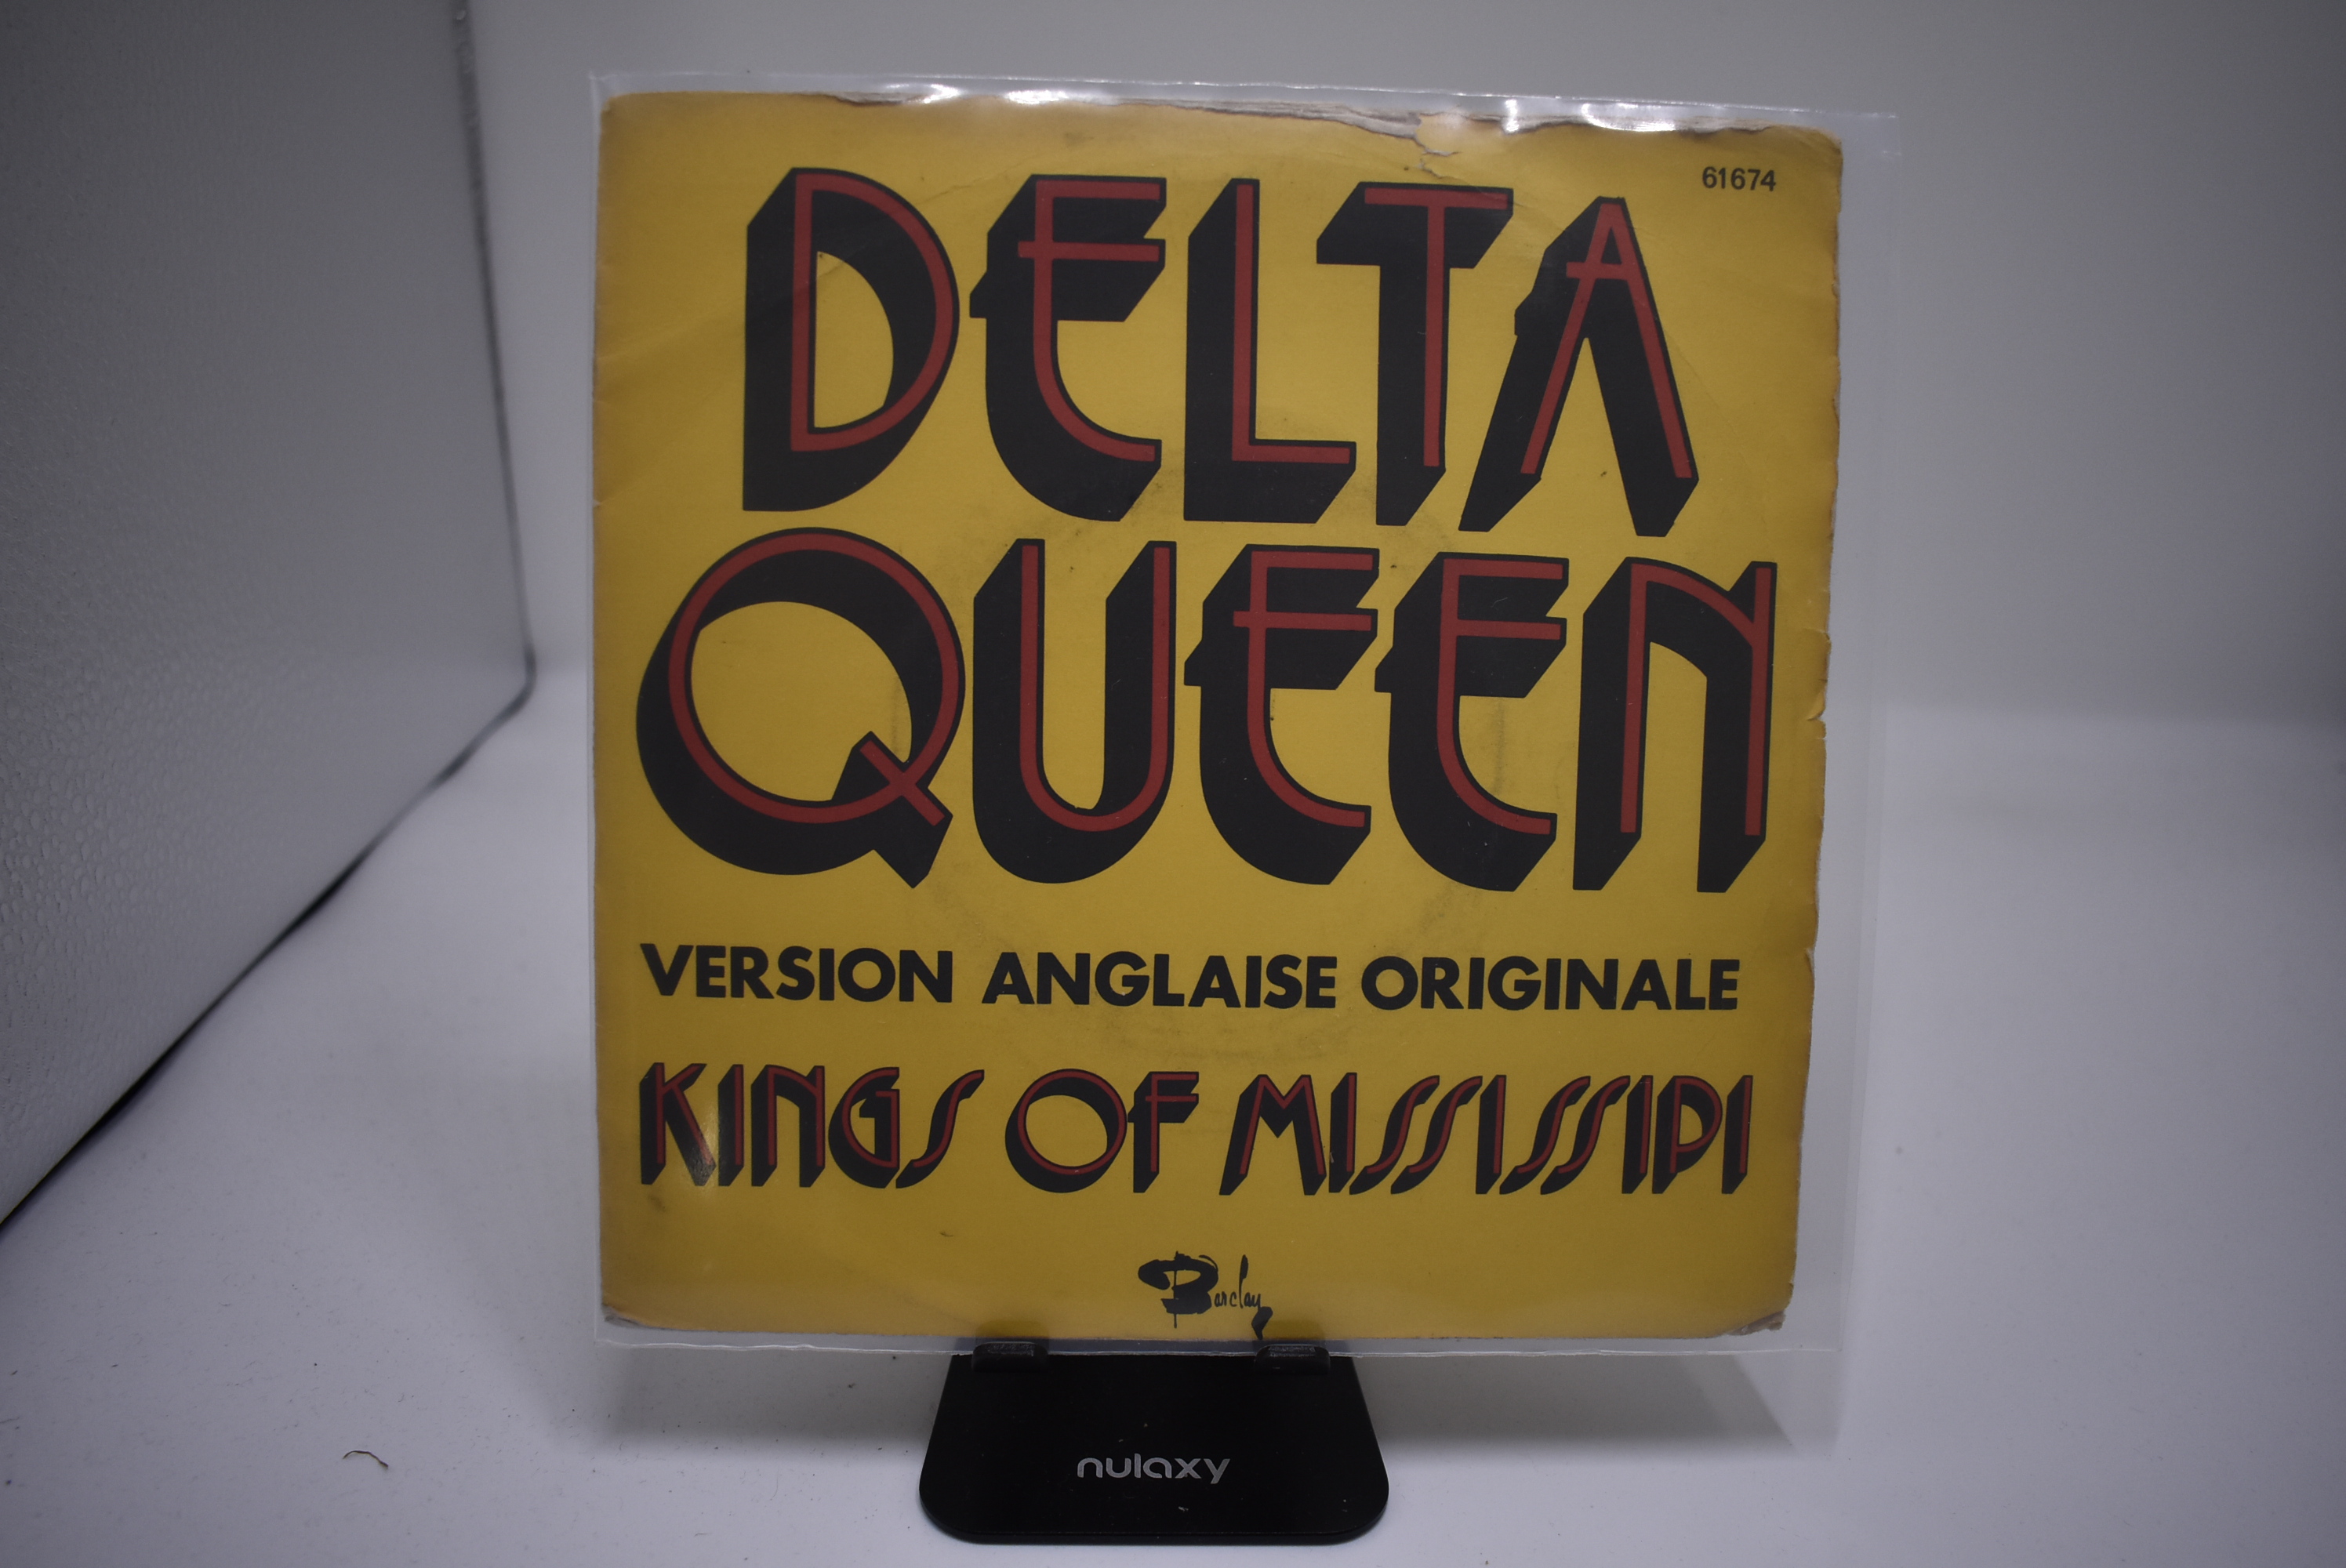 61674
DELTA
QUEEN
VERSION ANGLAISE ORIGINALE
KINGS OF MISSISSIPI
Barclay
nulaxy